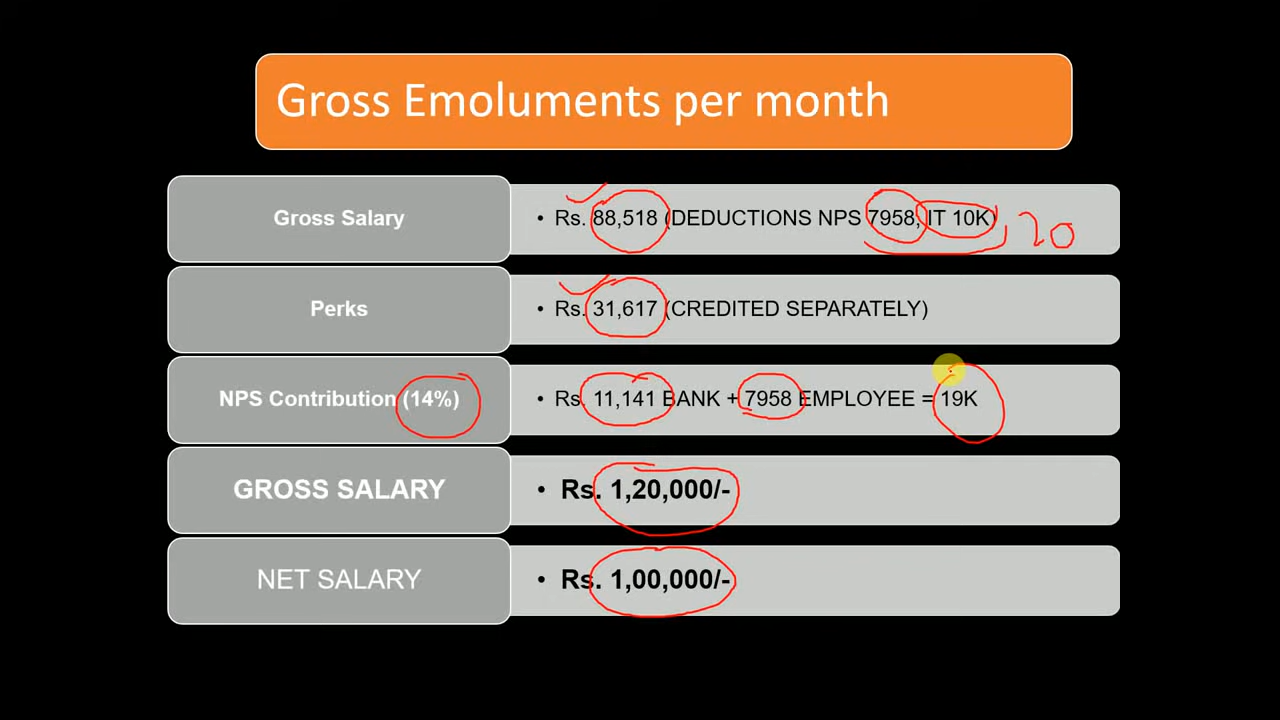 Gross Emoluments per month
Gross Salary
• Rs. 88,518 (DEDUCTIONS NPS 7958, IT 10K) 20
Perks
• Rs. 31,617 (CREDITED SEPARATELY)
NPS Contribution (14%)
• Rs. 11,141 BANK + 7958 EMPLOYEE = 19K
GROSS SALARY
• Rs. 1,20,000/-
NET SALARY
• Rs. 1,00,000/-